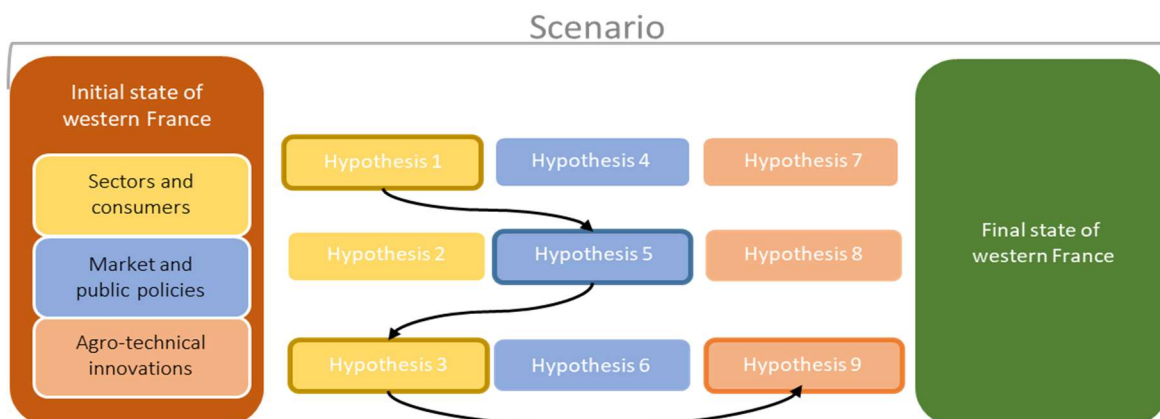 Scenario
Initial state of
western France
Sectors and
consumers
Market and
public policies
Agro-technical
innovations
Hypothesis 1
Hypothesis 4
Hypothesis 7
Hypothesis 2
Hypothesis 5
Hypothesis 8
Hypothesis 3
Hypothesis 6
Hypothesis 9
Final state of
western France